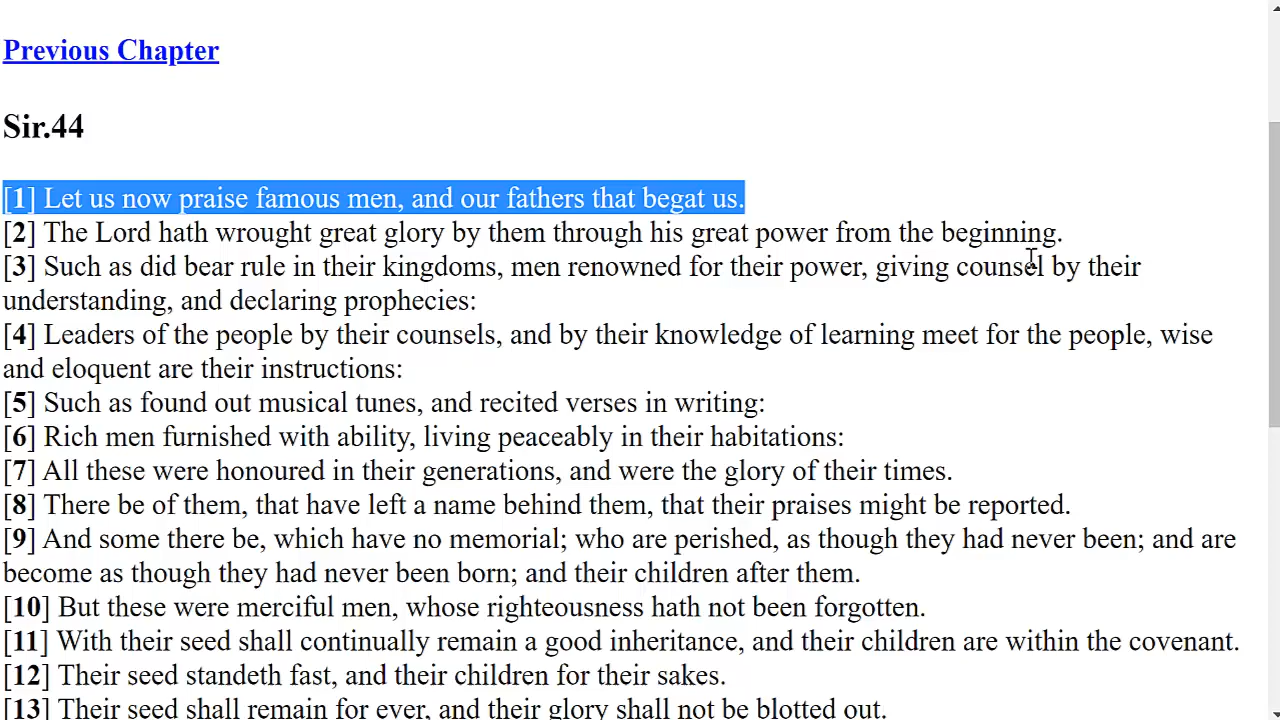 Previous Chapter
Sir.44
[1] Let us now praise famous men, and our fathers that begat us.
[2] The Lord hath wrought great glory by them through his great power from the beginning.
[3] Such as did bear rule in their kingdoms, men renowned for their power, giving counsel by their
understanding, and declaring prophecies:
[4] Leaders of the people by their counsels, and by their knowledge of learning meet for the people, wise
and eloquent are their instructions:
[5] Such as found out musical tunes, and recited verses in writing:
[6] Rich men furnished with ability, living peaceably in their habitations:
[7] All these were honoured in their generations, and were the glory of their times.
[8] There be of them, that have left a name behind them, that their praises might be reported.
[9] And some there be, which have no memorial; who are perished, as though they had never been; and are
become as though they had never been born; and their children after them.
[10] But these were merciful men, whose righteousness hath not been forgotten.
[11] With their seed shall continually remain a good inheritance, and their children are within the covenant.
[12] Their seed standeth fast, and their children for their sakes.
[13] Their seed shall remain for ever, and their glory shall not be blotted out.